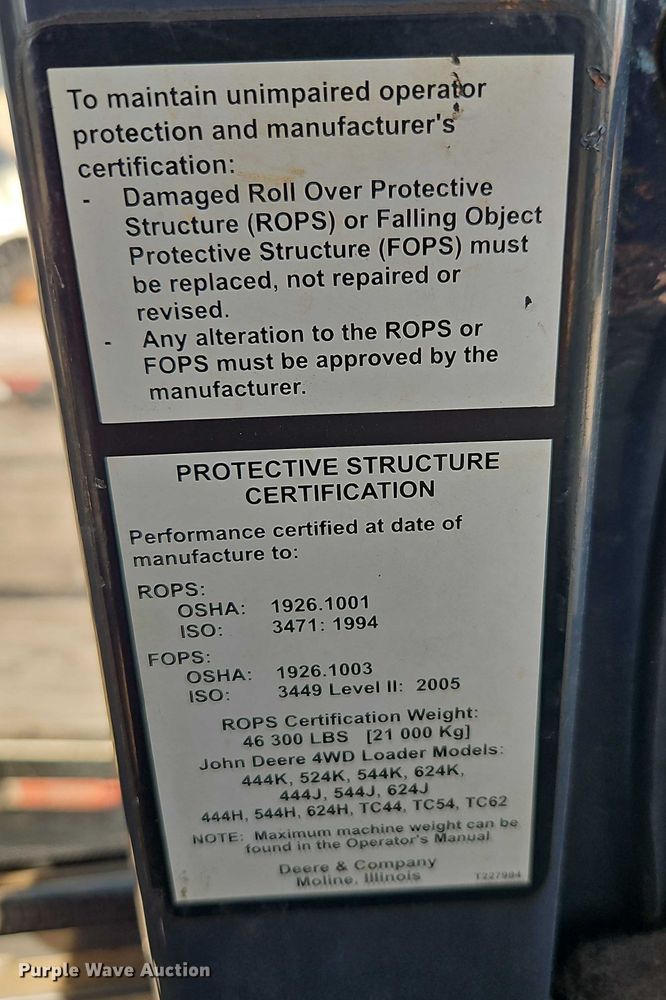 To maintain unimpaired operator
protection and manufacturer's
certification:
- Damaged Roll Over Protective
Structure (ROPS) or Falling Object
Protective Structure (FOPS) must
be replaced, not repaired or
revised.
- Any alteration to the ROPS or
FOPS must be approved by the
manufacturer.
PROTECTIVE STRUCTURE
CERTIFICATION
Performance certified at date of
manufacture to:
ROPS:
OSHA: 1926.1001
ISO: 3471: 1994
FOPS:
OSHA: 1926.1003
ISO: 3449 Level II: 2005
ROPS Certification Weight:
46 300 LBS [21 000 Kg]
John Deere 4WD Loader Models:
444K, 524K, 544K, 624K,
444J, 544J, 624J
444H, 544H, 624H, TC44, TC54, TC62
NOTE: Maximum machine weight can be
found in the Operator's Manual
Deere & Company
Moline, Illinois
T227994
Purple Wave Auction